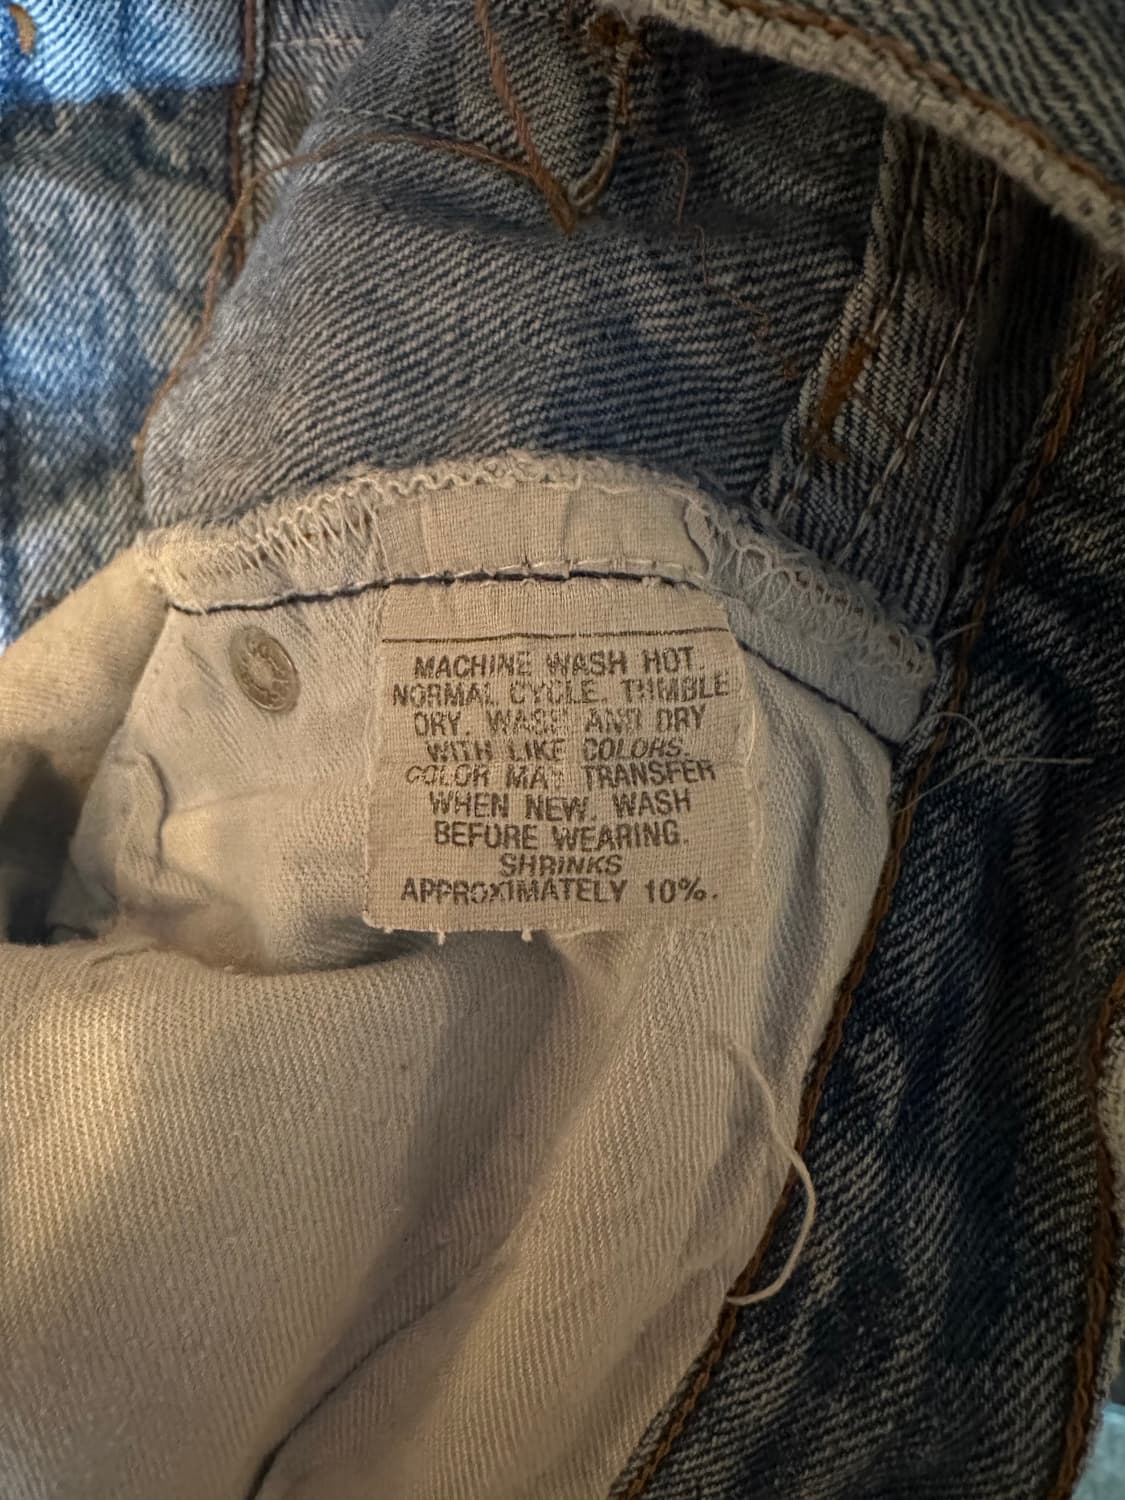 MACHINE WASH HOT.
NORMAL CYCLE. TUMBLE
DRY. WASH AND DRY
WITH LIKE COLORS.
COLOR MAY TRANSFER
WHEN NEW. WASH
BEFORE WEARING.
SHRINKS
APPROXIMATELY 10%.